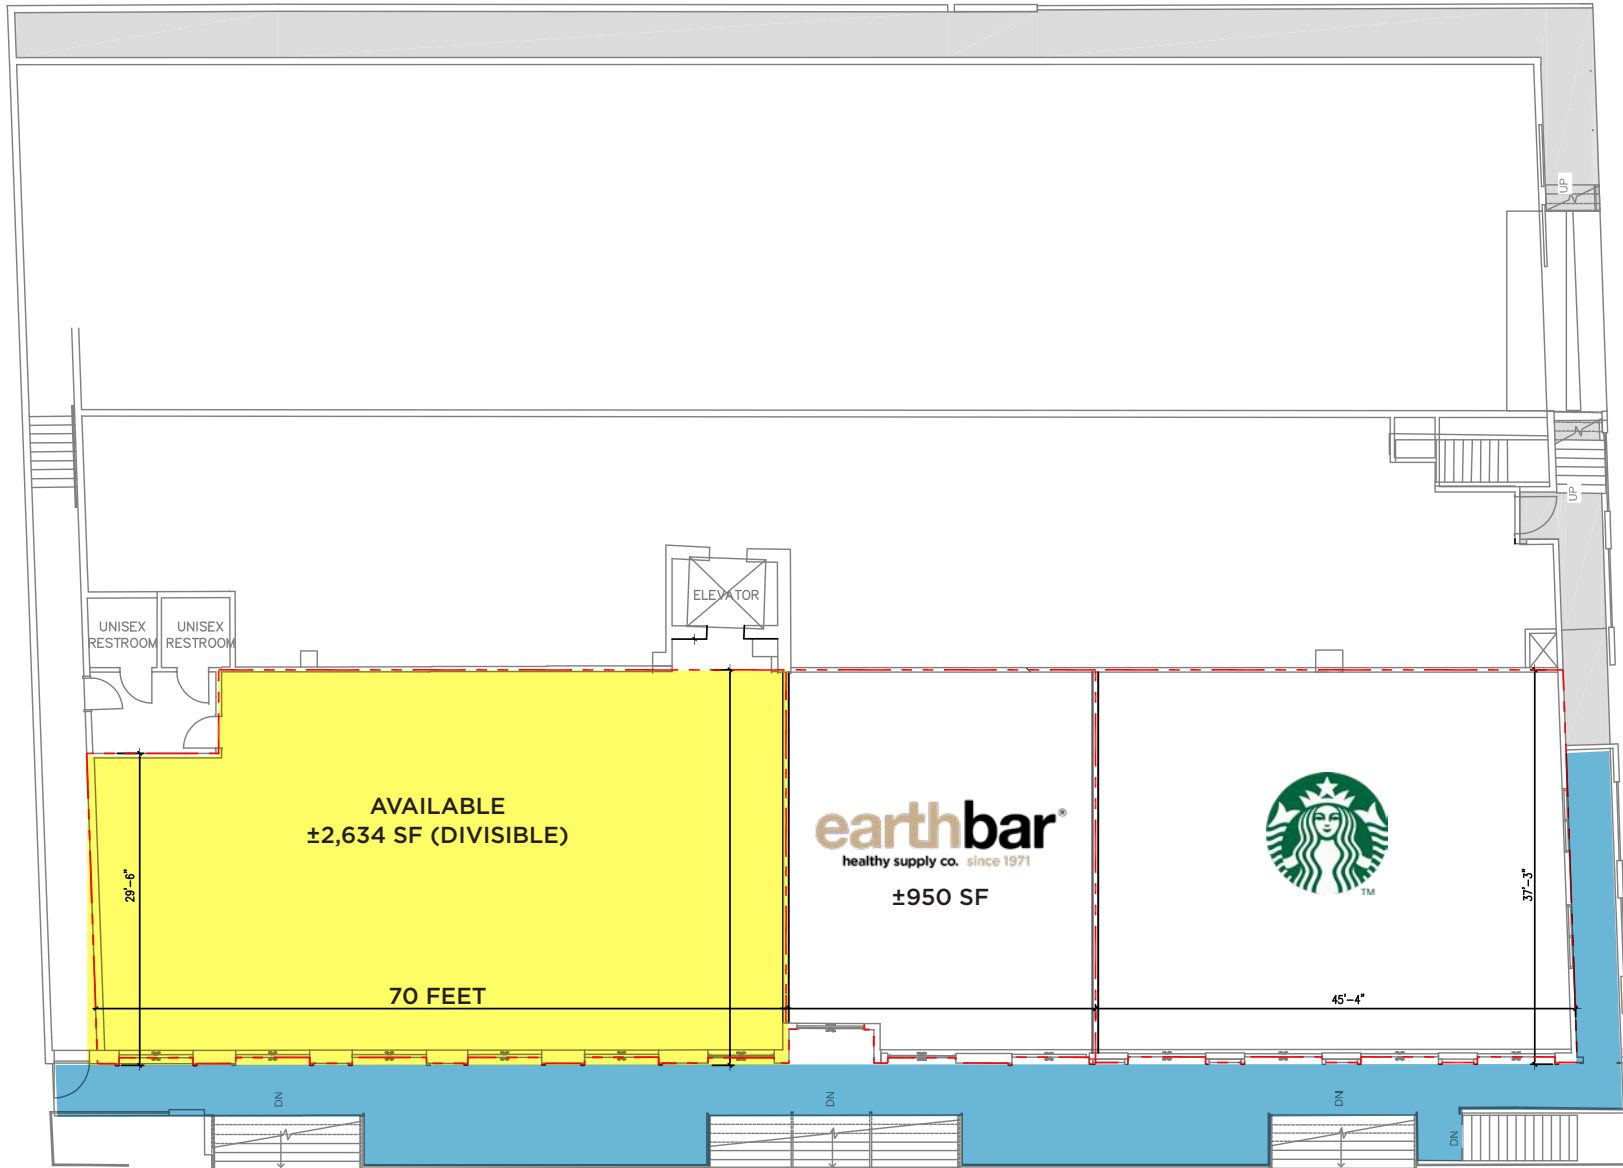 UP
UP
ELEVATOR
UNISEX
RESTROOM
UNISEX
RESTROOM
AVAILABLE
±2,634 SF (DIVISIBLE)
earthbar®
healthy supply co. since 1971
±950 SF
TM
29'-6"
37'-3"
70 FEET
45'-4"
DN
DN
DN
DN